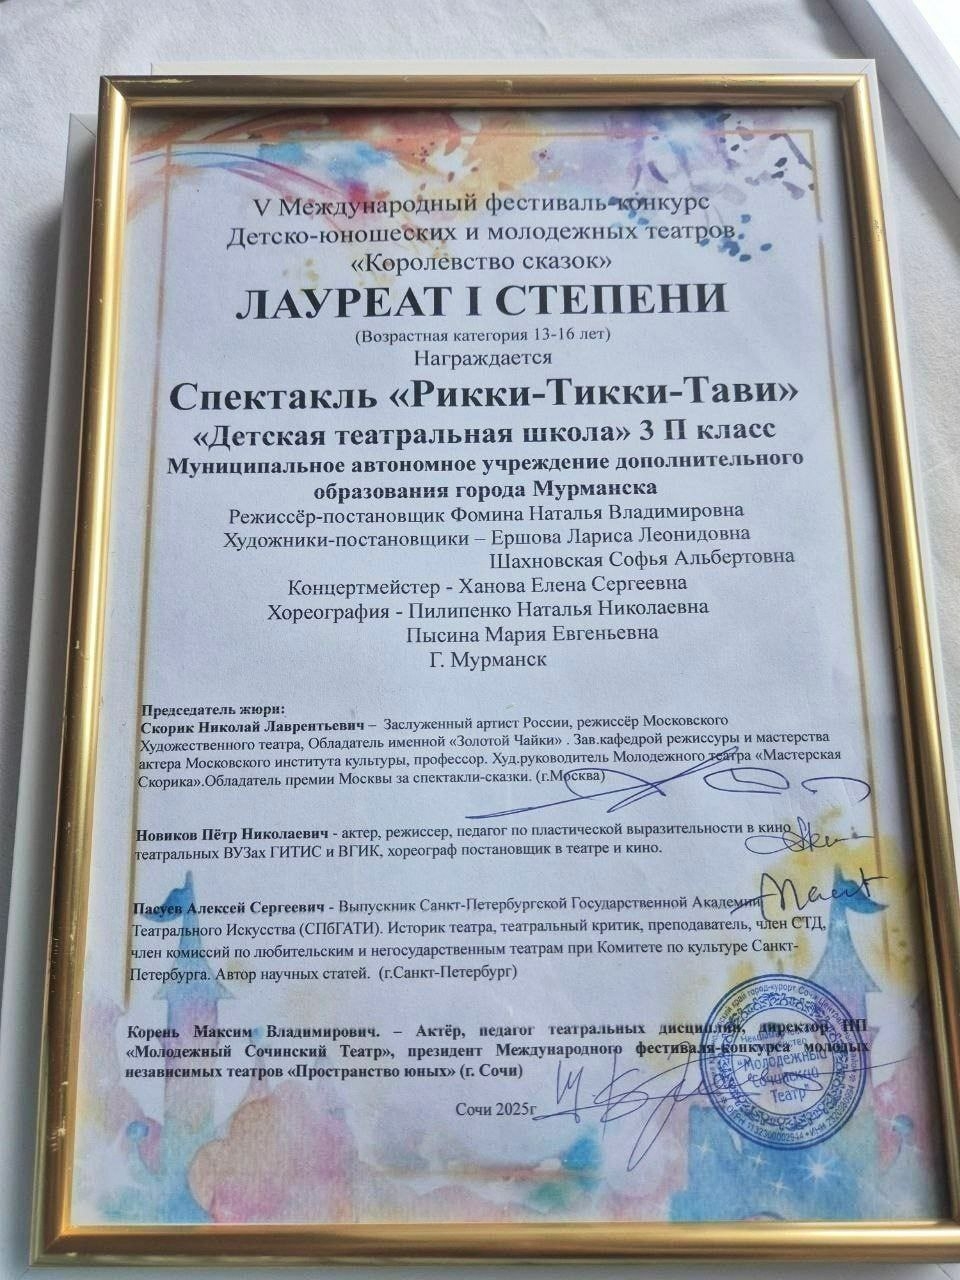 V Международный фестиваль-конкурс
Детско-юношеских и молодежных театров
«Королевство сказок»
ЛАУРЕАТ I СТЕПЕНИ
(Возрастная категория 13-16 лет)
Награждается
Спектакль «Рикки-Тикки-Тави»
«Детская театральная школа» 3 П класс
Муниципальное автономное учреждение дополнительного
образования города Мурманска
Режиссёр-постановщик Фомина Наталья Владимировна
Художники-постановщики – Ершова Лариса Леонидовна
Шахновская Софья Альбертовна
Концертмейстер - Ханова Елена Сергеевна
Хореография - Пилипенко Наталья Николаевна
Пысина Мария Евгеньевна
Г. Мурманск
Председатель жюри:
Скорик Николай Лаврентьевич – Заслуженный артист России, режиссёр Московского
Художественного театра, Обладатель именной «Золотой Чайки» . Зав.кафедрой режиссуры и мастерства
актера Московского института культуры, профессор. Худ.руководитель Молодежного театра «Мастерская
Скорика».Обладатель премии Москвы за спектакли-сказки. (г.Москва)
Новиков Пётр Николаевич - актер, режиссер, педагог по пластической выразительности в кино
театральных ВУЗах ГИТИС и ВГИК, хореограф постановщик в театре и кино.
Пасуев Алексей Сергеевич - Выпускник Санкт-Петербургской Государственной Академии
Театрального Искусства (СПбГАТИ). Историк театра, театральный критик, преподаватель, член СТД,
член комиссий по любительским и негосударственным театрам при Комитете по культуре Санкт-
Петербурга. Автор научных статей. (г.Санкт-Петербург)
Корень Максим Владимирович. – Актёр, педагог театральных дисциплин, директор НП
«Молодежный Сочинский Театр», президент Международного фестиваля-конкурса молодых
независимых театров «Пространство юных» (г. Сочи)
"Молодежный
Сочинский
Театр"
Сочи 2025г